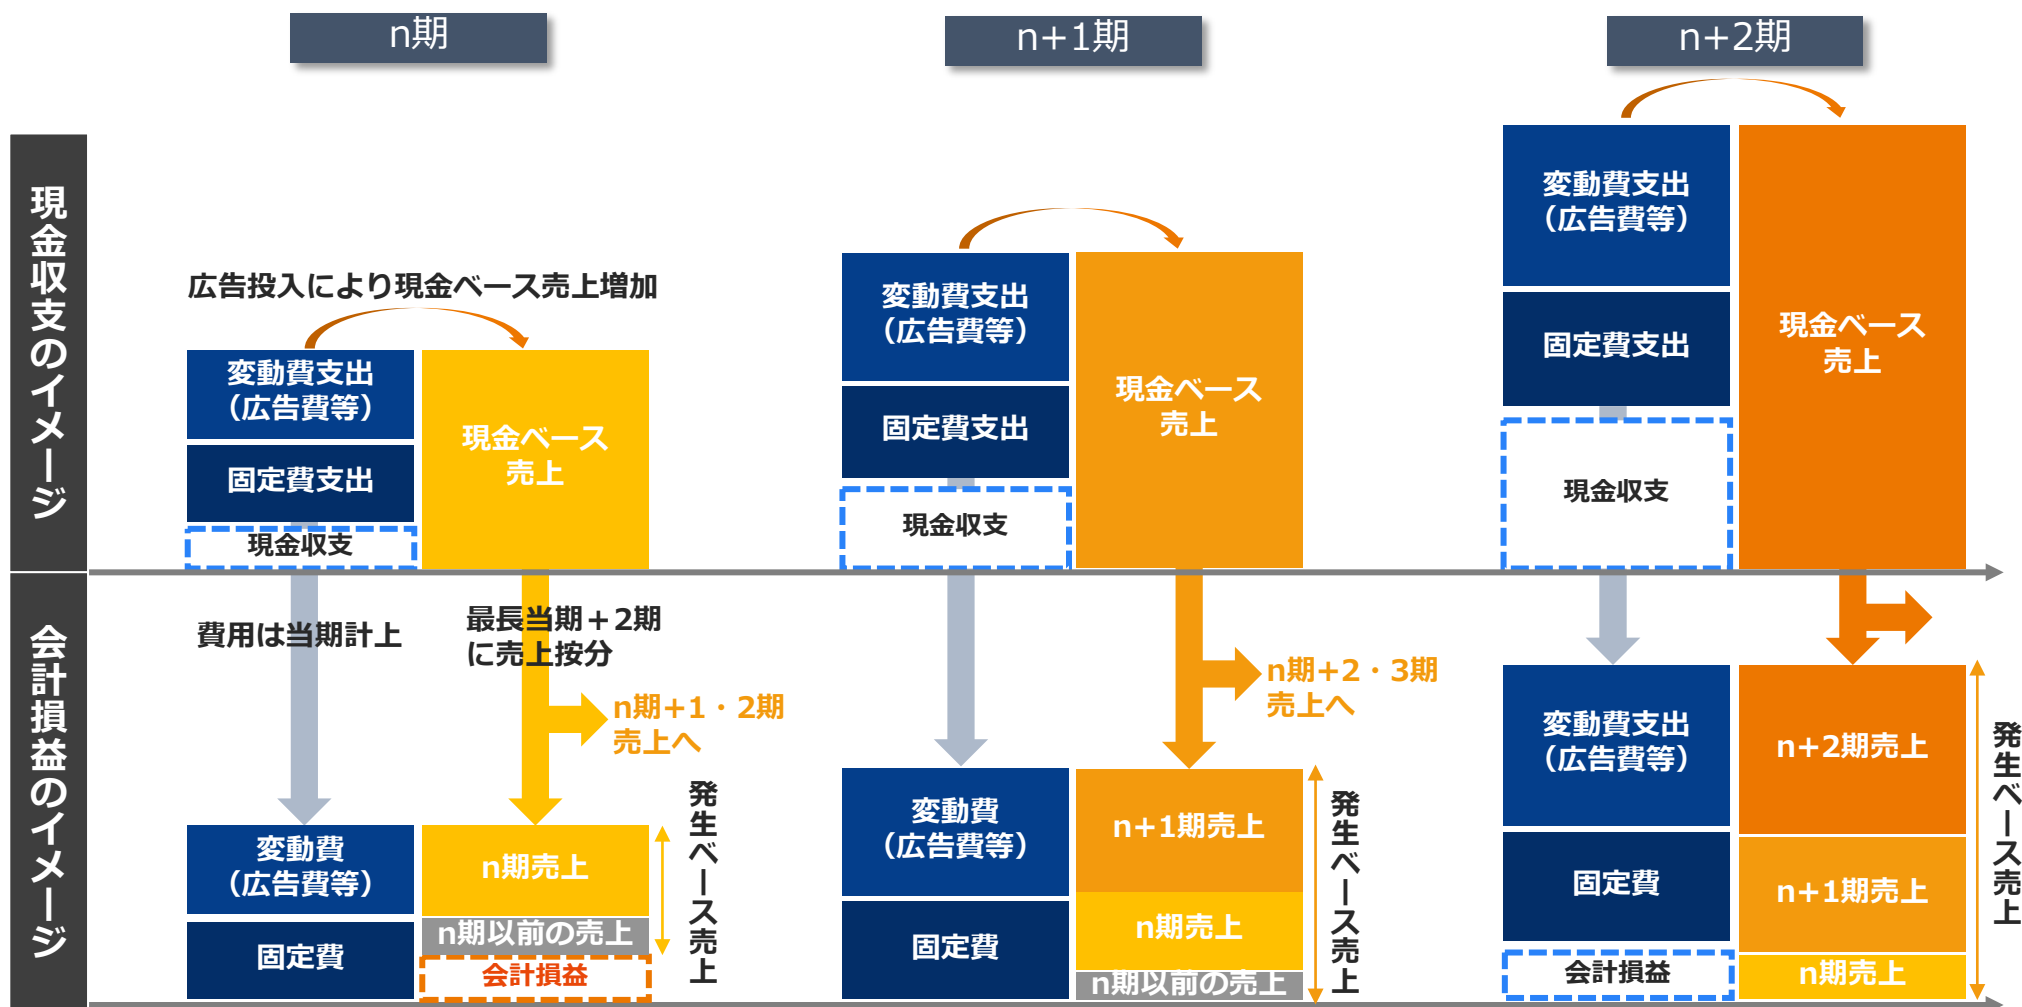 n期
n+1期
n+2期
現金収支のイメージ
広告投入により現金ベース売上増加
変動費支出
（広告費等）
固定費支出
現金収支
現金ベース
売上
変動費支出
（広告費等）
固定費支出
現金収支
現金ベース
売上
変動費支出
（広告費等）
固定費支出
現金収支
現金ベース
売上
会計損益のイメージ
費用は当期計上
最長当期＋2期
に売上按分
n期+1・2期
売上へ
変動費
（広告費等）
固定費
n期売上
n期以前の売上
会計損益
発生ベース売上
n期+2・3期
売上へ
変動費
（広告費等）
固定費
n+1期売上
n期売上
n期以前の売上
発生ベース売上
変動費支出
（広告費等）
固定費
会計損益
n+2期売上
n+1期売上
n期売上
発生ベース売上